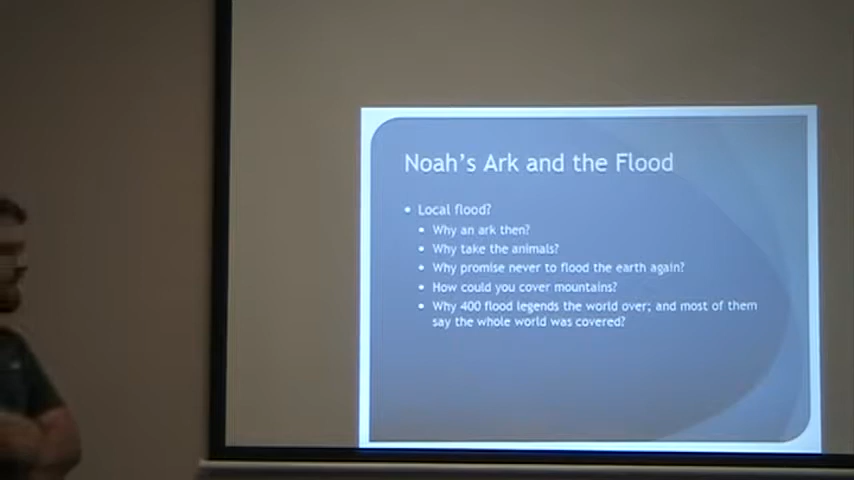 Noah's Ark and the Flood
• Local flood?
• Why an ark then?
• Why take the animals?
• Why promise never to flood the earth again?
• How could you cover mountains?
• Why 400 flood legends the world over; and most of them
say the whole world was covered?